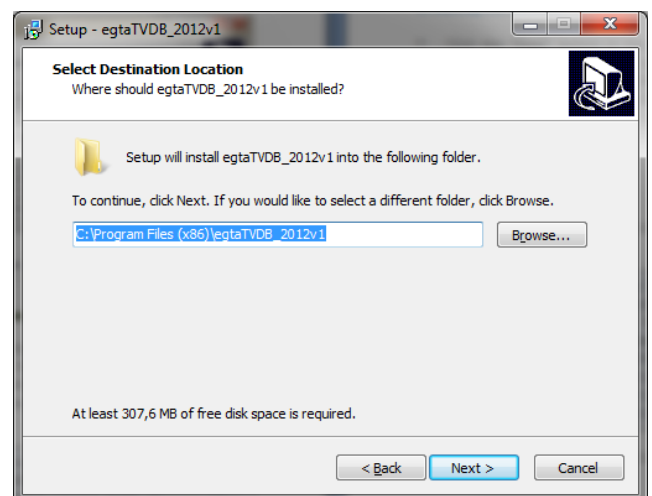 Setup - egtaTVDB_2012v1
Select Destination Location
Where should egtaTVDB_2012v1 be installed?
Setup will install egtaTVDB_2012v1 into the following folder.
To continue, click Next. If you would like to select a different folder, click Browse.
C:\Program Files (x86)\egtaTVDB_2012v1
Browse...
At least 307,6 MB of free disk space is required.
< Back
Next >
Cancel